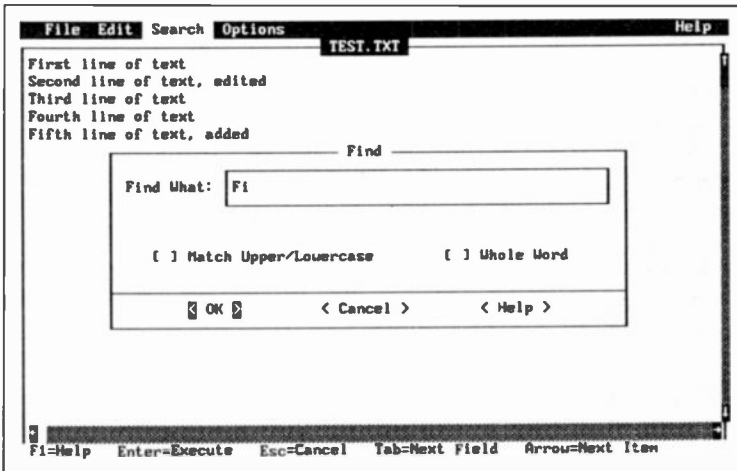 File Edit Search Options Help
TEST.TXT
First line of text
Second line of text, edited
Third line of text
Fourth line of text
Fifth line of text, added
Find
Find What: Fi
[ ] Match Upper/Lowercase [ ] Whole Word
< OK > < Cancel > < Help >
F1=Help Enter=Execute Esc=Cancel Tab=Next Field Arrow=Next Item